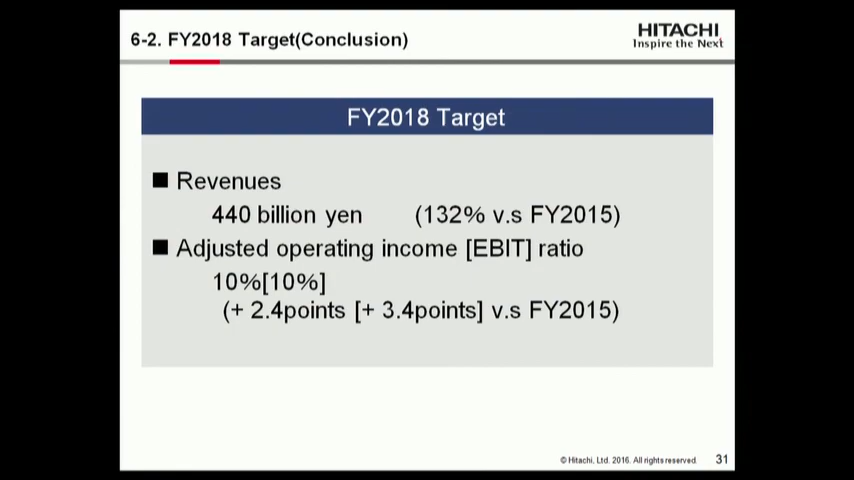 6-2. FY2018 Target(Conclusion)
HITACHI
Inspire the Next
FY2018 Target
■ Revenues
440 billion yen (132% v.s FY2015)
■ Adjusted operating income [EBIT] ratio
10%[10%]
(+ 2.4points [+ 3.4points] v.s FY2015)
© Hitachi, Ltd. 2016. All rights reserved. 31